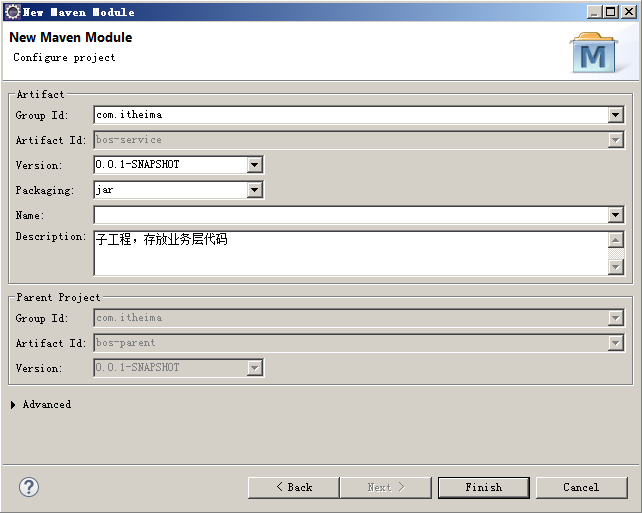 New Maven Module
New Maven Module
Configure project
M
Artifact
Group Id: com.itheima
Artifact Id: bos-service
Version: 0.0.1-SNAPSHOT
Packaging: jar
Name:
Description: 子工程，存放业务层代码
Parent Project
Group Id: com.itheima
Artifact Id: bos-parent
Version: 0.0.1-SNAPSHOT
Advanced
? < Back Next > Finish Cancel